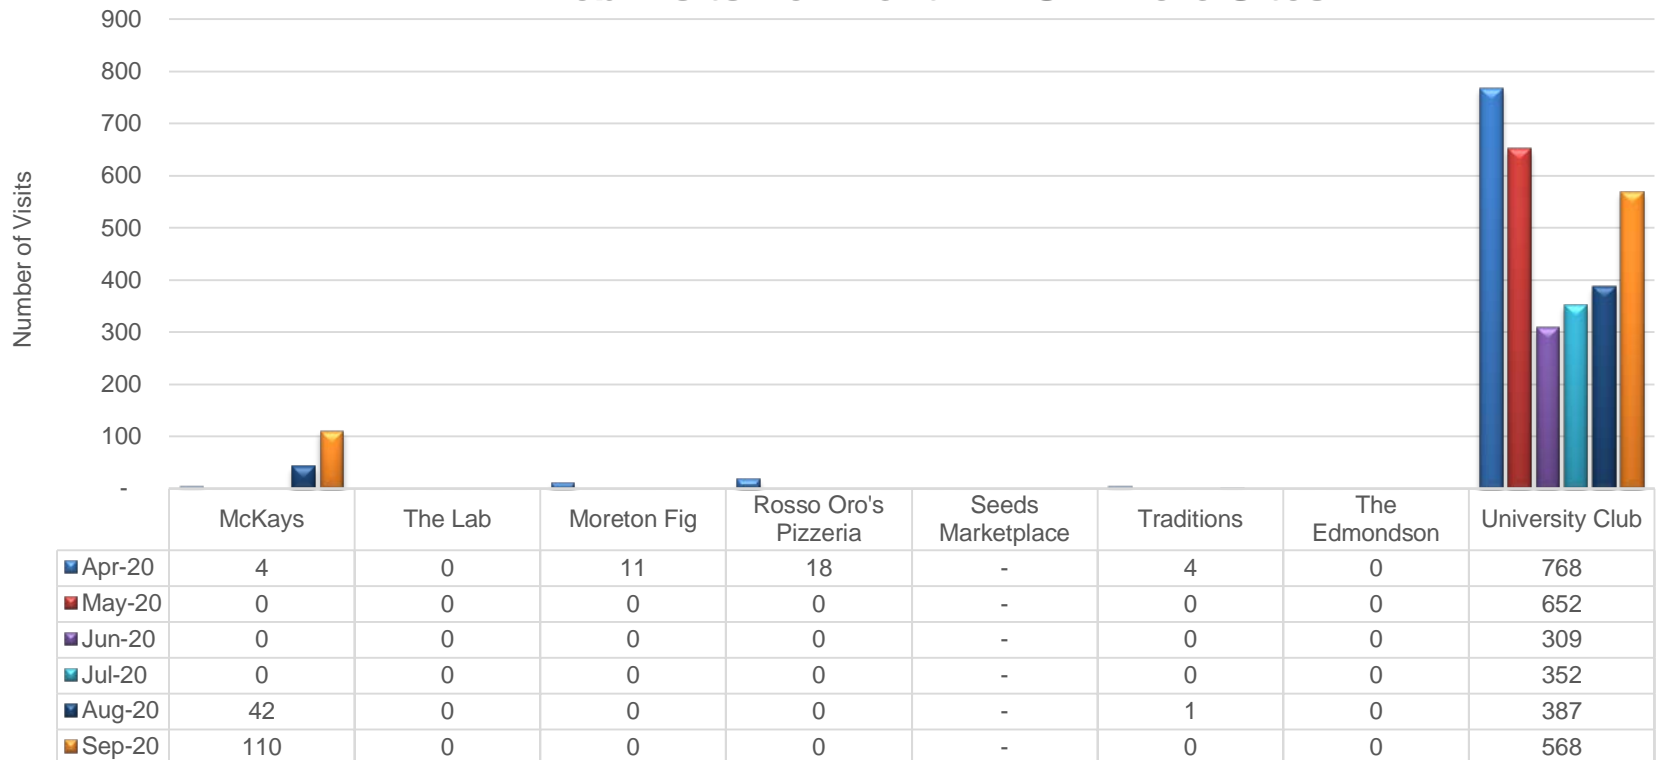 900
800
700
600
500
400
300
200
100
-
Number of Visits
McKays The Lab Moreton Fig Rosso Oro's Pizzeria Seeds Marketplace Traditions The Edmondson University Club
Apr-20 4 0 11 18 - 4 0 768
May-20 0 0 0 0 - 0 0 652
Jun-20 0 0 0 0 - 0 0 309
Jul-20 0 0 0 0 - 0 0 352
Aug-20 42 0 0 0 - 1 0 387
Sep-20 110 0 0 0 - 0 0 568